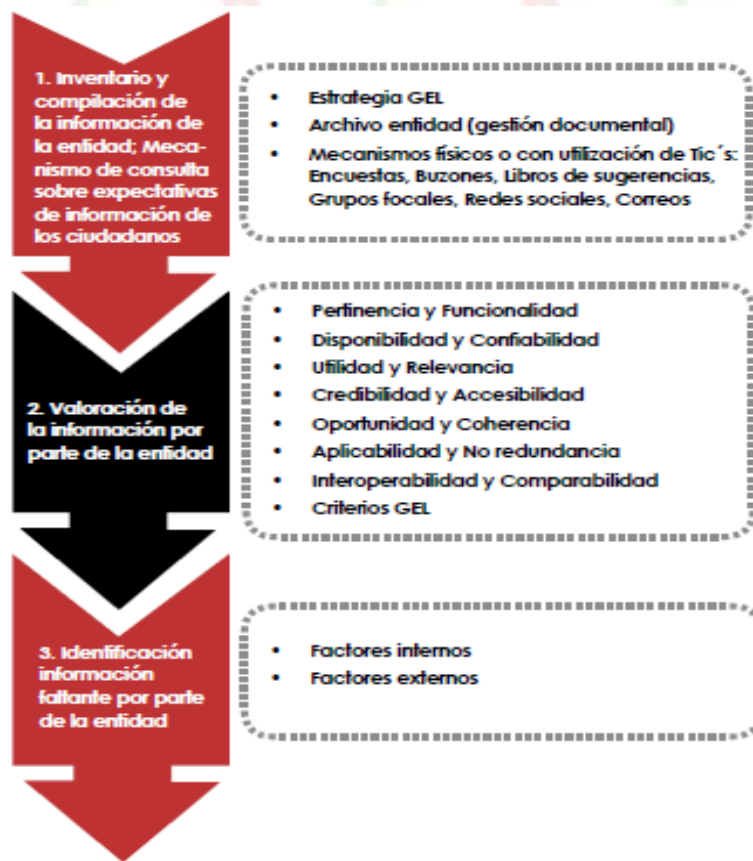 1. Inventario y
compilación de
la información de
la entidad; Meca-
nismo de consulta
sobre expectativas
de información de
los ciudadanos
• Estrategia GEL
• Archivo entidad (gestión documental)
• Mecanismos físicos o con utilización de Tic´s:
Encuestas, Buzones, Libros de sugerencias,
Grupos focales, Redes sociales, Correos
2. Valoración de
la información por
parte de la entidad
• Pertinencia y Funcionalidad
• Disponibilidad y Confiabilidad
• Utilidad y Relevancia
• Credibilidad y Accesibilidad
• Oportunidad y Coherencia
• Aplicabilidad y No redundancia
• Interoperabilidad y Comparabilidad
• Criterios GEL
3. Identificación
información
faltante por parte
de la entidad
• Factores internos
• Factores externos